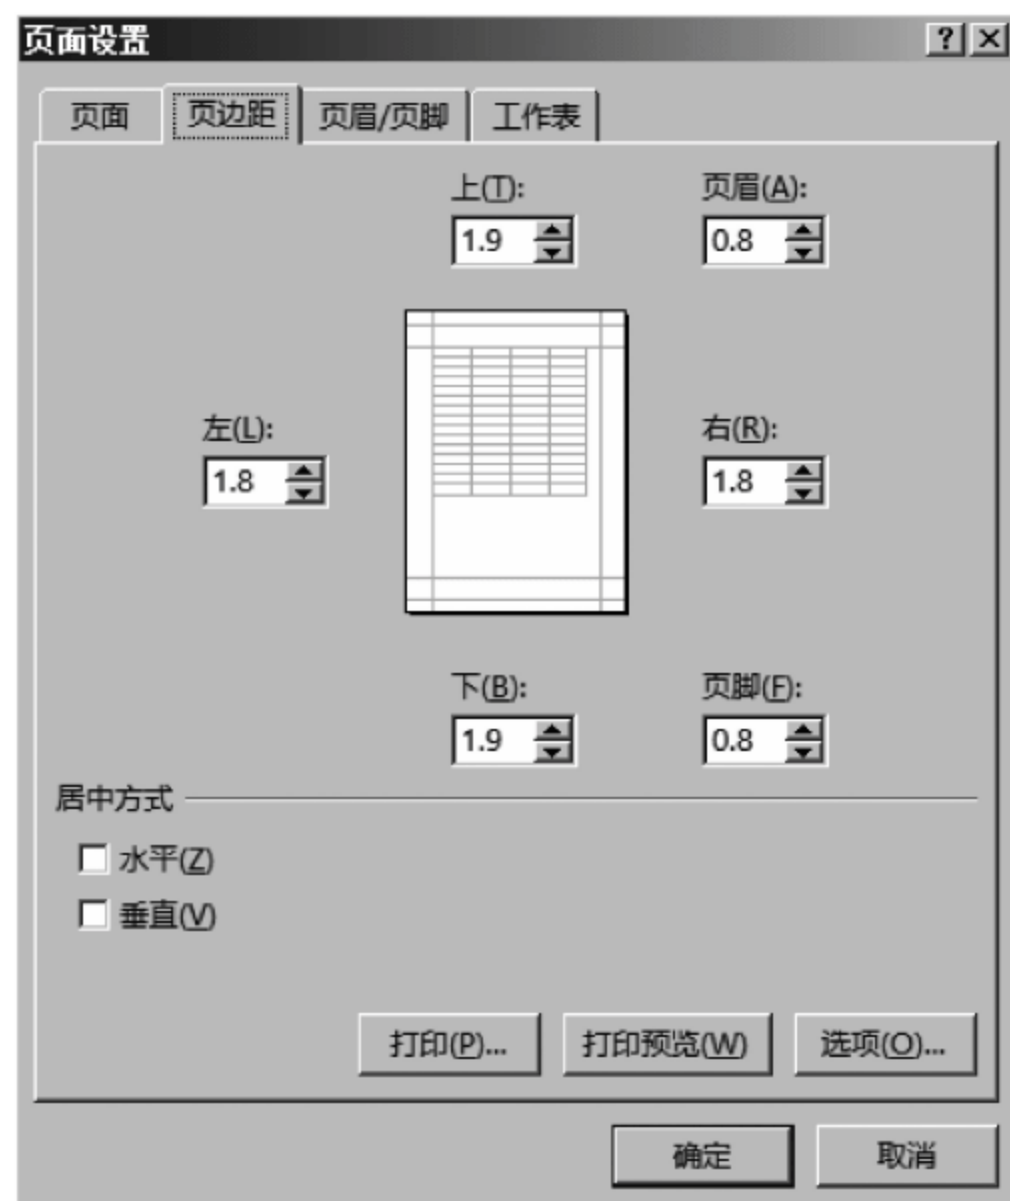 页面设置
页面 页边距 页眉/页脚 工作表
上(T): 页眉(A):
1.9 0.8
左(L): 右(R):
1.8 1.8
下(B): 页脚(F):
1.9 0.8
居中方式
水平(Z)
垂直(V)
打印(P)... 打印预览(W) 选项(O)...
确定 取消